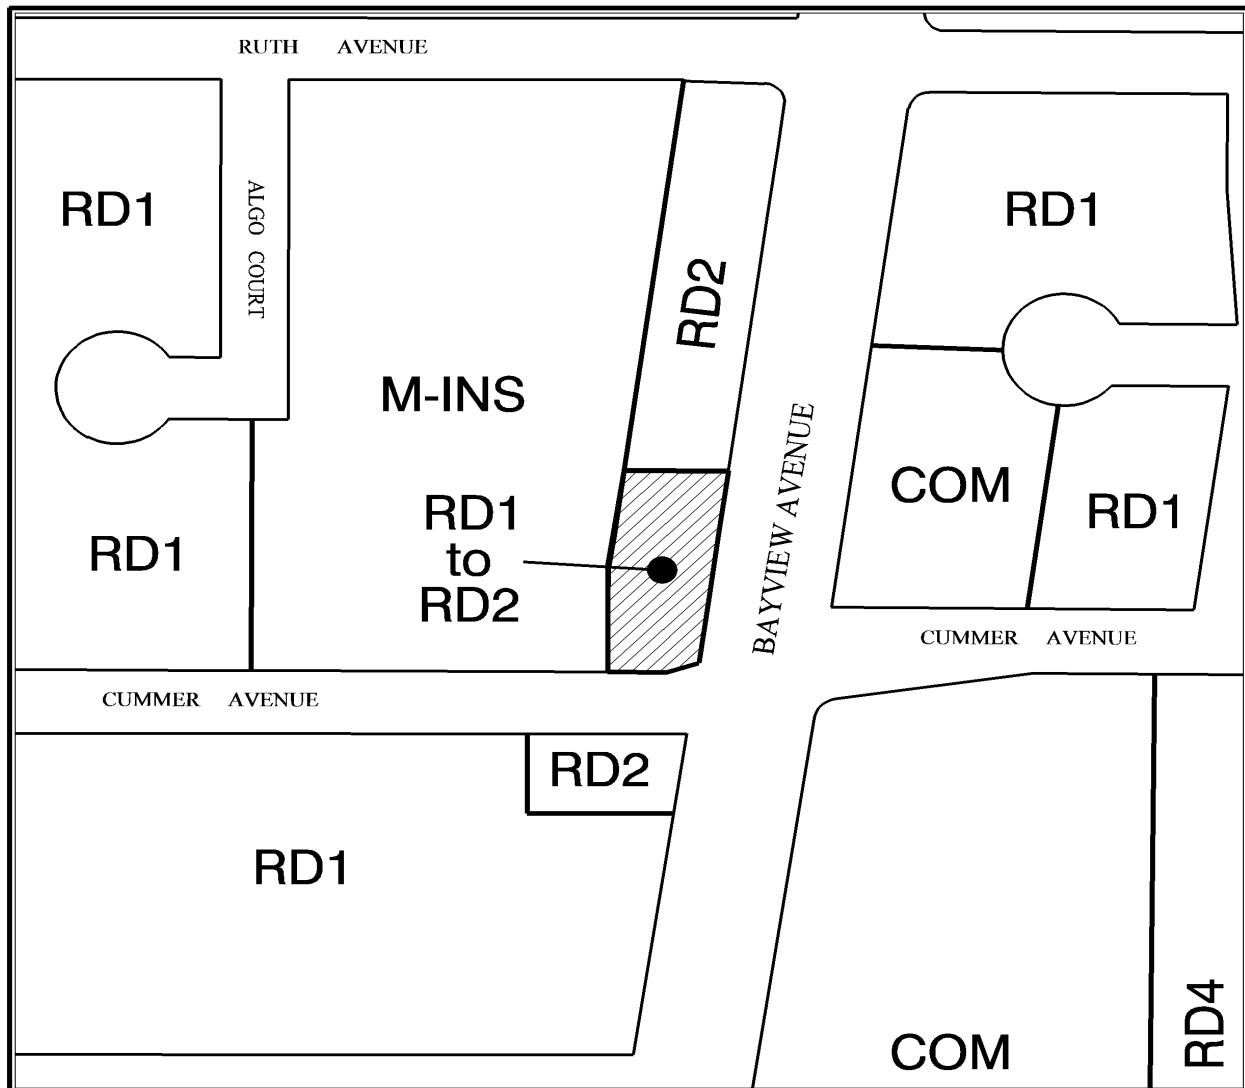 RUTH AVENUE
RD1
ALGO COURT
RD1
RD2
M-INS
BAYVIEW AVENUE
COM
RD1
RD1
to
RD2
RD1
CUMMER AVENUE
CUMMER AVENUE
RD2
RD1
RD4
COM